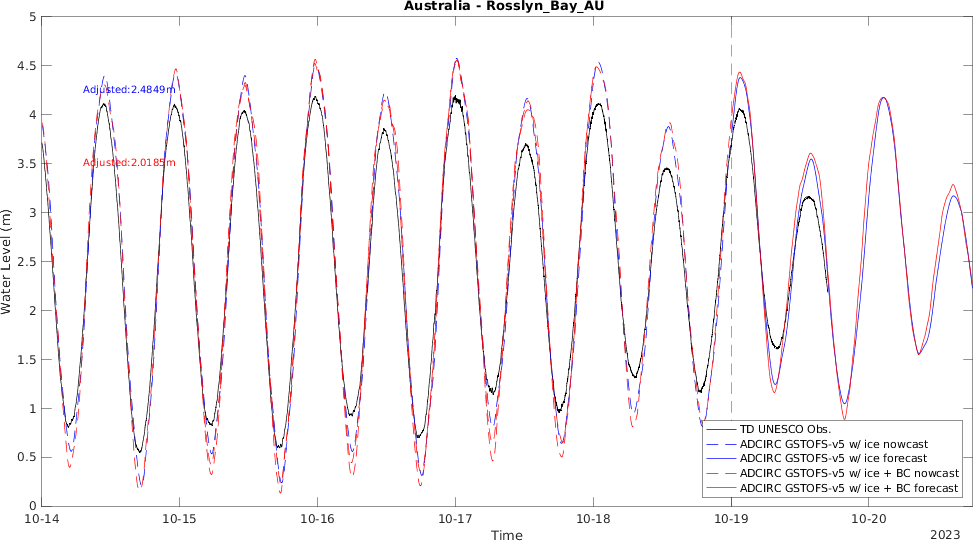 Australia - Rosslyn_Bay_AU
5
4.5
Adjusted:2.4849m
4
3.5
Adjusted:2.0185m
3
2.5
2
1.5
1
0.5
0
Water Level (m)
TD UNESCO Obs.
ADCIRC GSTOFS-v5 w/ ice nowcast
ADCIRC GSTOFS-v5 w/ ice forecast
ADCIRC GSTOFS-v5 w/ ice + BC nowcast
ADCIRC GSTOFS-v5 w/ ice + BC forecast
10-14 10-15 10-16 10-17 10-18 10-19 10-20
Time
2023